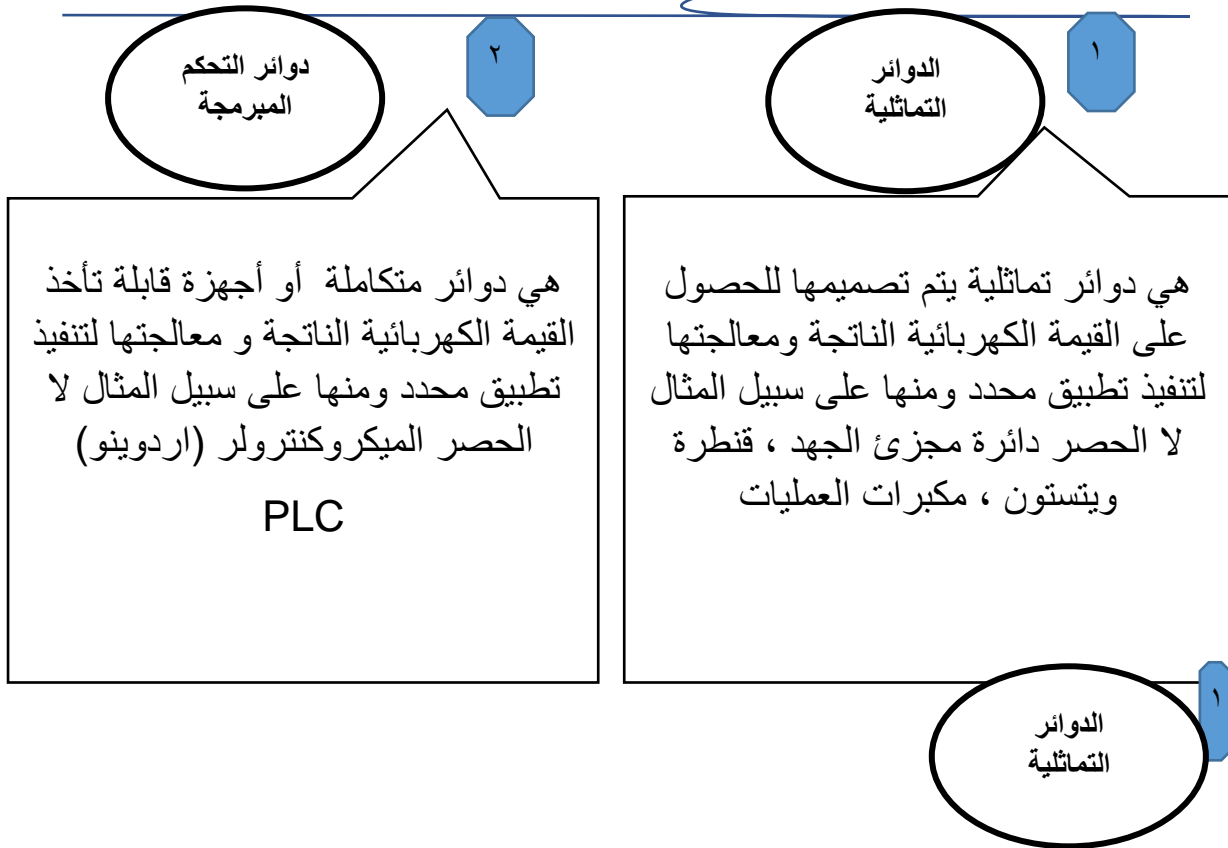 ١
الدوائر
التماثلية
هي دوائر تماثلية يتم تصميمها للحصول
على القيمة الكهربائية الناتجة ومعالجتها
لتنفيذ تطبيق محدد ومنها على سبيل المثال
لا الحصر دائرة مجزئ الجهد ، قنطرة
ويتستون ، مكبرات العمليات
٢
دوائر التحكم
المبرمجة
هي دوائر متكاملة أو أجهزة قابلة تأخذ
القيمة الكهربائية الناتجة و معالجتها لتنفيذ
تطبيق محدد ومنها على سبيل المثال لا
الحصر الميكروكنترولر (اردوينو)
PLC
١
الدوائر
التماثلية